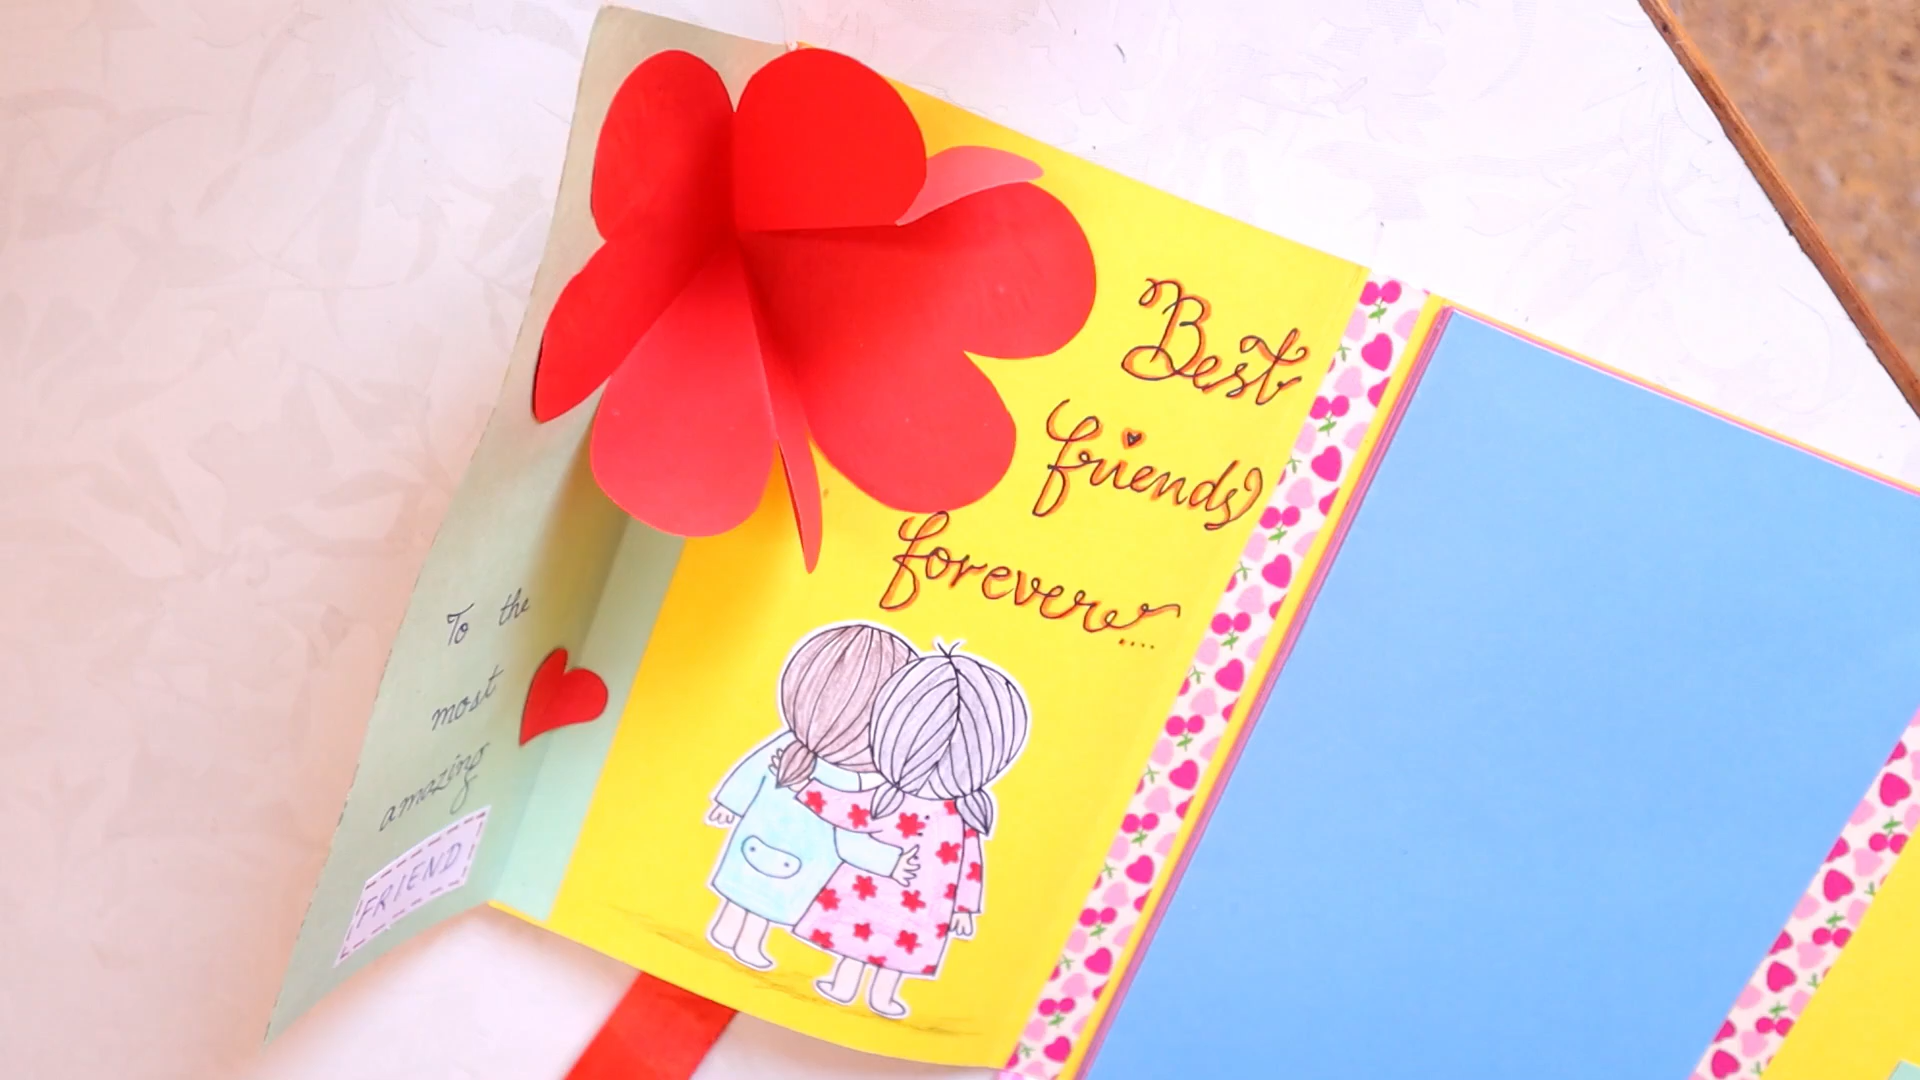 To the
most
amazing
FRIEND
Best
friends
forever....